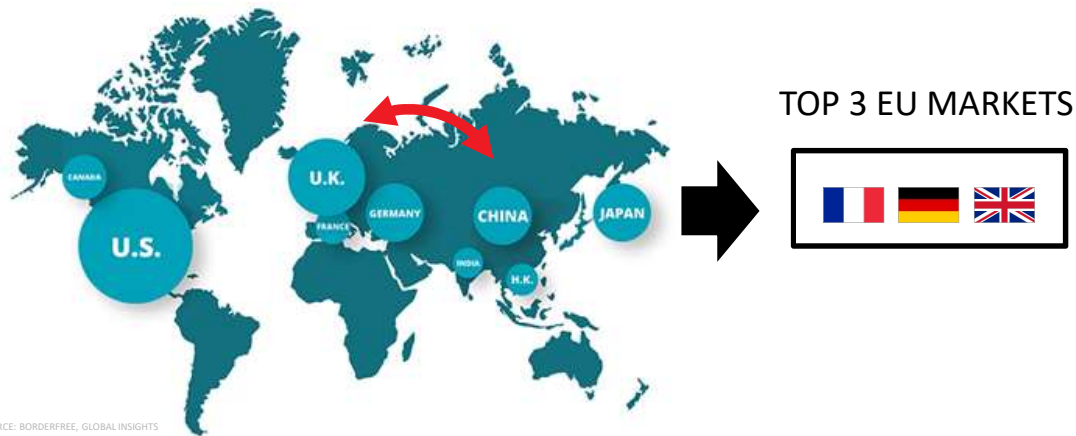 TOP 3 EU MARKETS
CANADA
U.S.
U.K.
FRANCE
GERMANY
CHINA
JAPAN
INDIA
H.K.
RCE: BORDERFREE, GLOBAL INSIGHTS